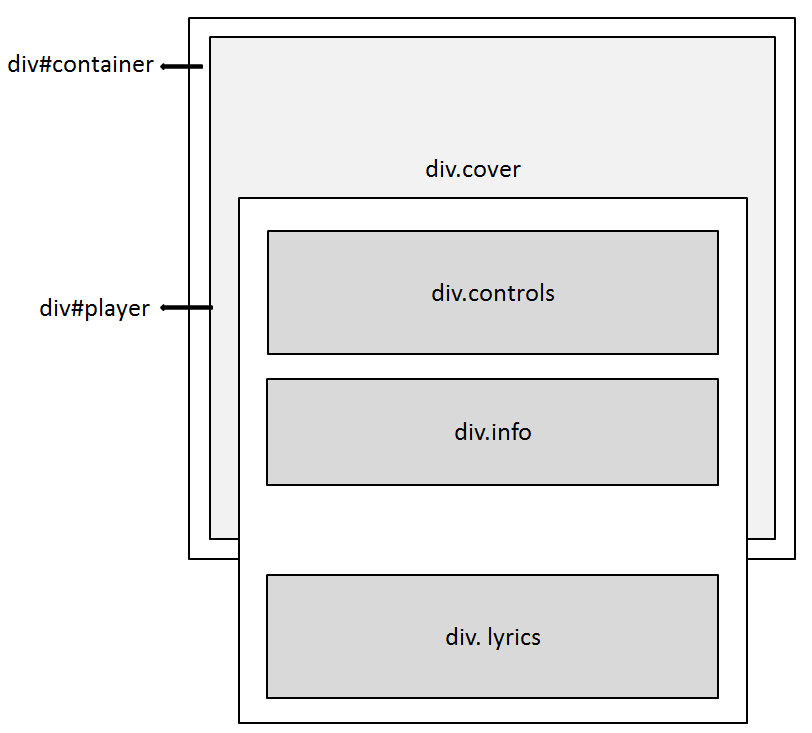 div#container
div.cover
div.controls
div#player
div.info
div. lyrics